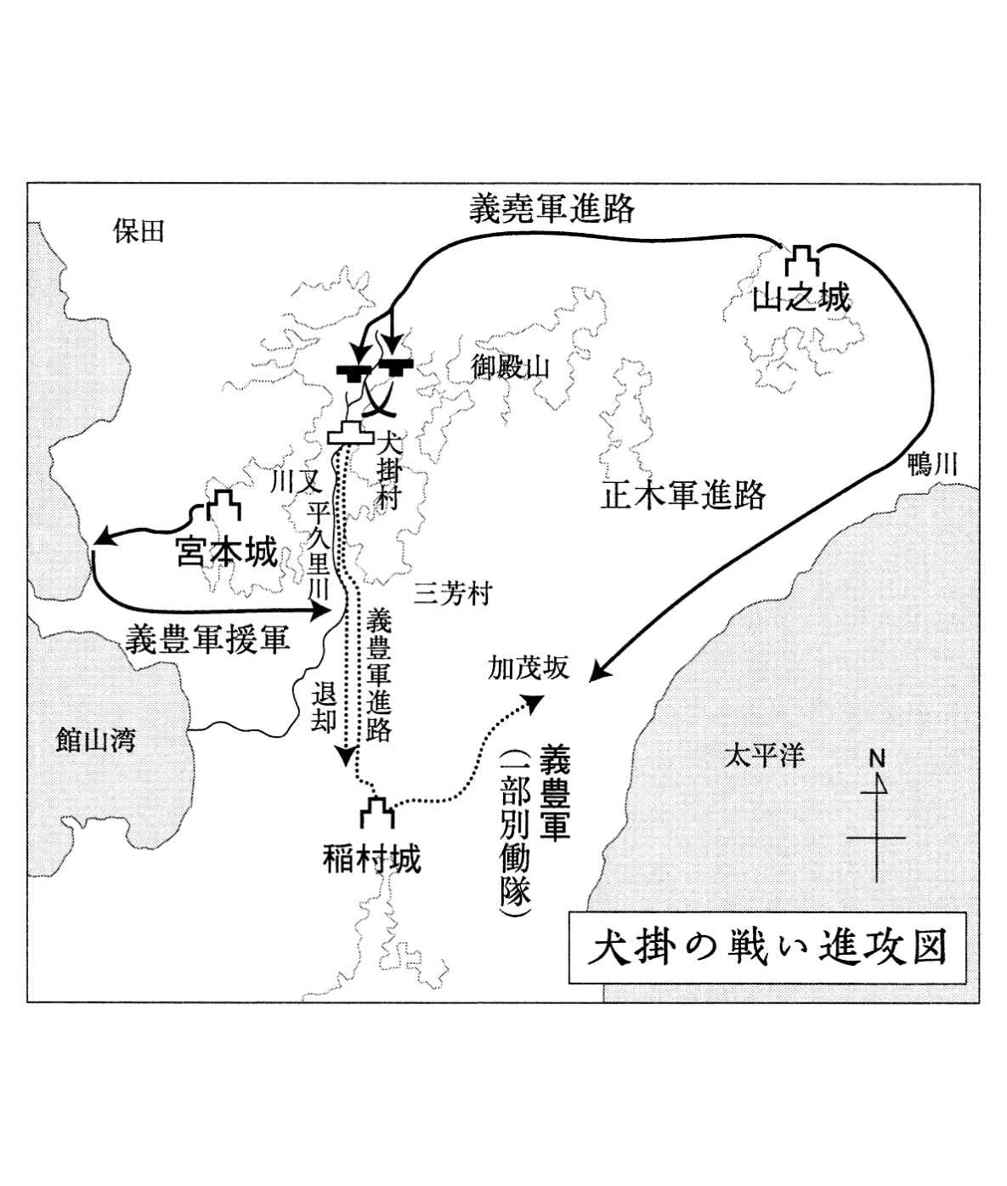 義堯軍進路
保田
山之城
御殿山
犬掛村
川又
鴨川
正木軍進路
平久里川
宮本城
三芳村
義豊軍援軍
義豊軍進路
退却
加茂坂
館山湾
太平洋
N
義豊軍
(一部別働隊)
稲村城
犬掛の戦い進攻図